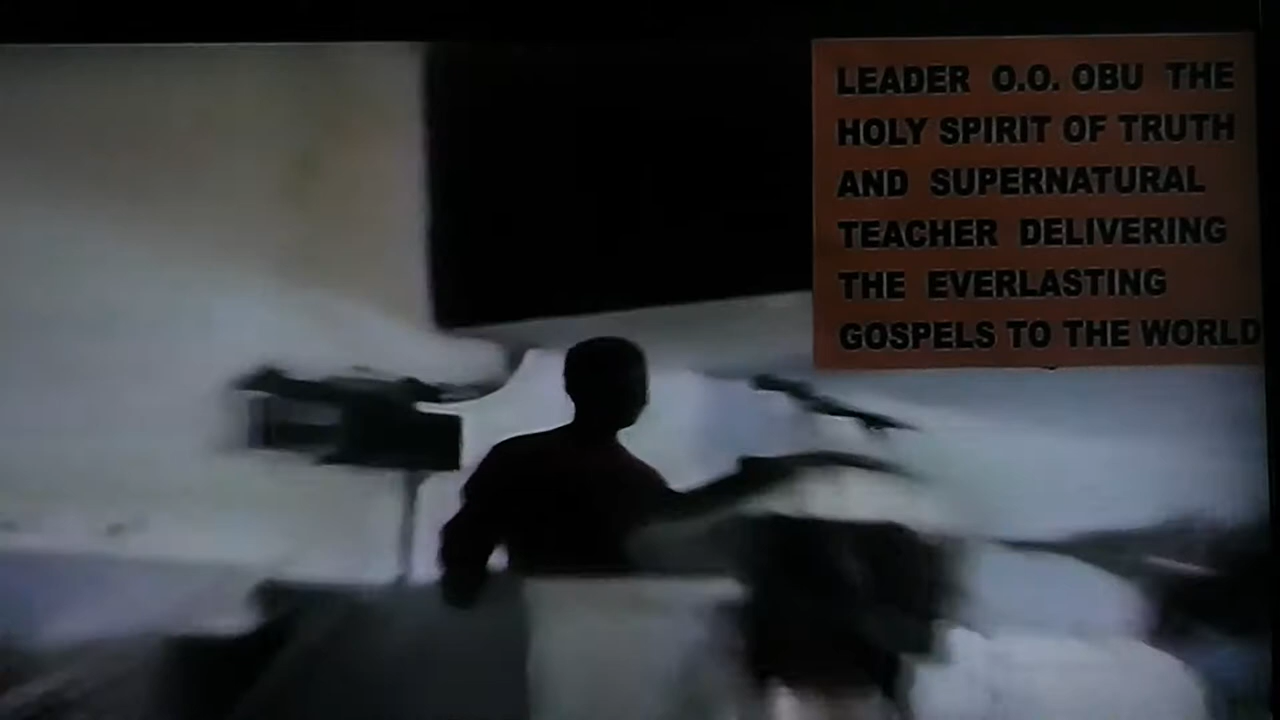 LEADER O.O. OBU THE
HOLY SPIRIT OF TRUTH
AND SUPERNATURAL
TEACHER DELIVERING
THE EVERLASTING
GOSPELS TO THE WORLD